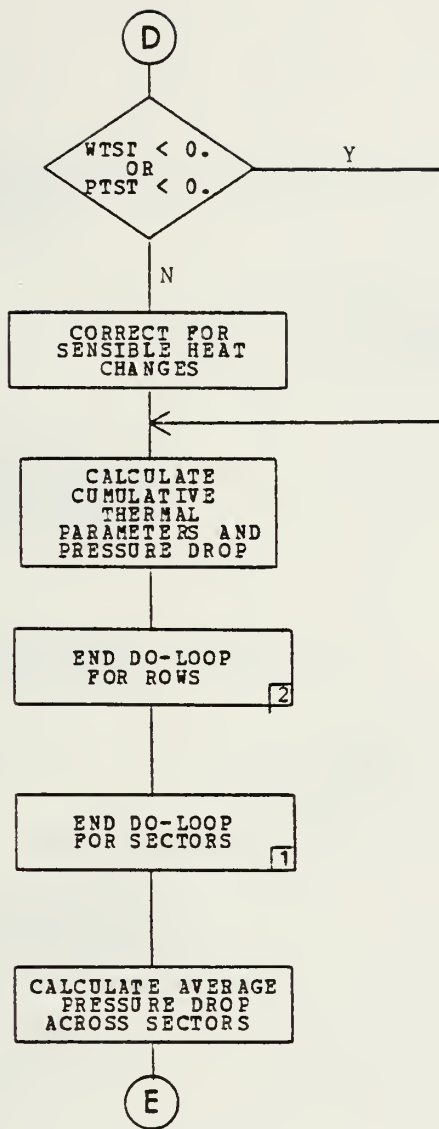 D
WTST < 0.
OR
PTST < 0.
Y
N
CORRECT FOR
SENSIBLE HEAT
CHANGES
CALCULATE
CUMULATIVE
THERMAL
PARAMETERS AND
PRESSURE DROP
END DO-LOOP
FOR ROWS
2
END DO-LOOP
FOR SECTORS
1
CALCULATE AVERAGE
PRESSURE DROP
ACROSS SECTORS
E